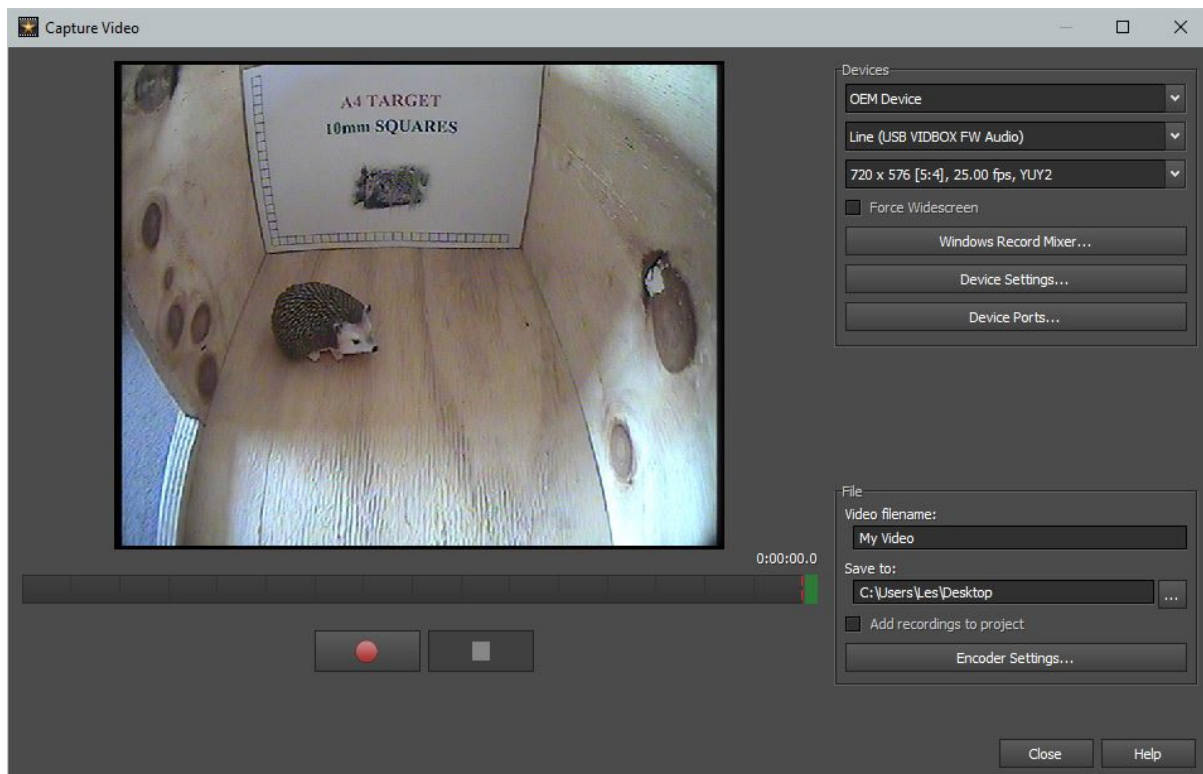 Capture Video
A4 TARGET
10mm SQUARES
0:00:00.0
Devices
OEM Device
Line (USB VIDBOX FW Audio)
720 x 576 [5:4], 25.00 fps, YUY2
Force Widescreen
Windows Record Mixer...
Device Settings...
Device Ports...
File
Video filename:
My Video
Save to:
C:\Users\Les\Desktop
...
Add recordings to project
Encoder Settings...
Close Help